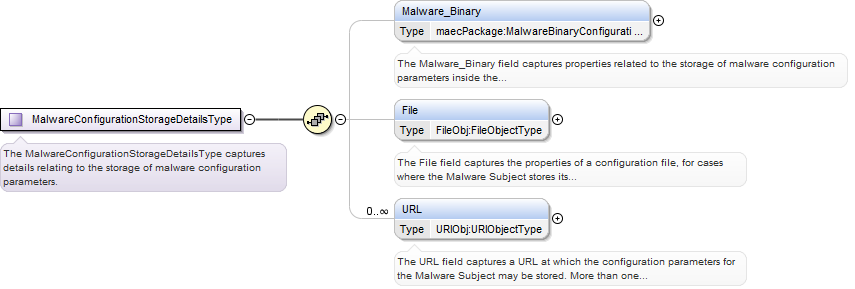 Malware_Binary
Type maecPackage:MalwareBinaryConfigurati ...
The Malware_Binary field captures properties related to the storage of malware configuration
parameters inside the...
MalwareConfigurationStorageDetailsType
File
Type FileObj:FileObjectType
The MalwareConfigurationStorageDetailsType captures
details relating to the storage of malware configuration
parameters.
The File field captures the properties of a configuration file, for cases
where the Malware Subject stores its...
0..∞
URL
Type URIObj:URIObjectType
The URL field captures a URL at which the configuration parameters for
the Malware Subject may be stored. More than one...